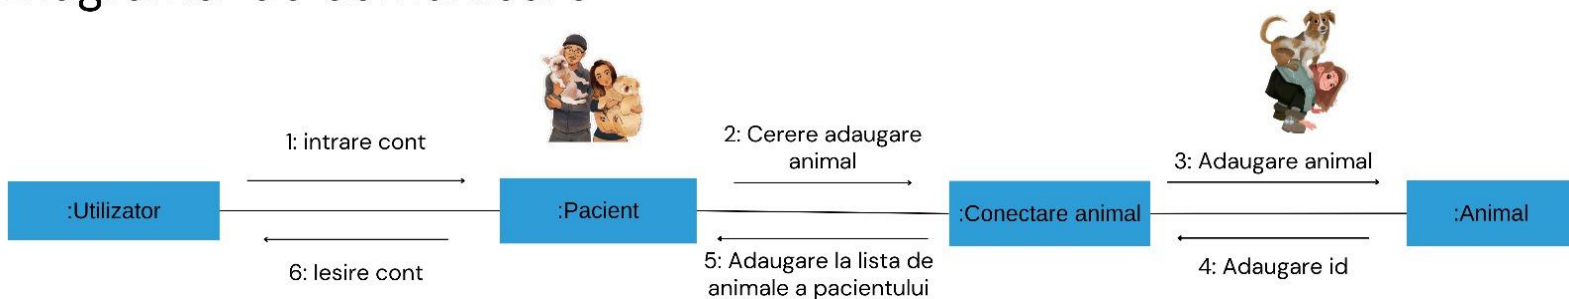 1: intrare cont
2: Cerere adaugare
animal
3: Adaugare animal
:Utilizator
:Pacient
:Conectare animal
:Animal
6: Iesire cont
5: Adaugare la lista de
animale a pacientului
4: Adaugare id